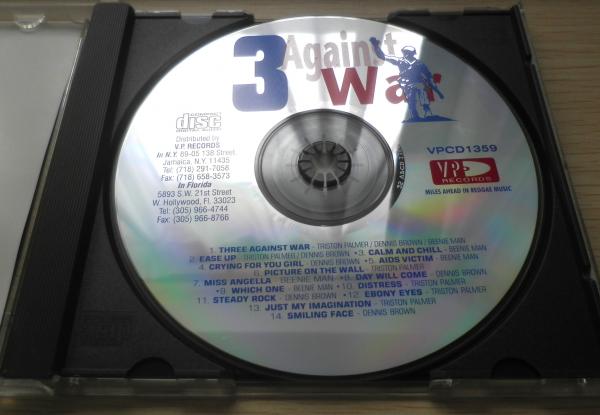 3 Against
War
COMPACT
disc
DIGITAL AUDIO
Distributed by
V.P. RECORDS
In N.Y. 89-05 138 Street
Jamaica, N.Y. 11435
Tel: (718) 291-7058
Fax: (718) 658-3573
In Florida
5893 S.W. 21st Street
W. Hollywood, Fl. 33023
Tel: (305) 966-4744
Fax: (305) 966-8766
VPCD1359
VP
RECORDS
MILES AHEAD IN REGGAE MUSIC
1. THREE AGAINST WAR - TRISTON PALMER / DENNIS BROWN / BEENIE MAN
2. EASE UP - TRISTON PALMER / DENNIS BROWN •3. CALM AND CHILL - BEENIE MAN
4. CRYING FOR YOU GIRL - DENNIS BROWN •5. AIDS VICTIM - BEENIE MAN
6. PICTURE ON THE WALL - TRISTON PALMER
7. MISS ANGELLA - BEENIE MAN •8. DAY WILL COME - DENNIS BROWN
•9. WHICH ONE - BEENIE MAN •10. DISTRESS - TRISTON PALMER
11. STEADY ROCK - DENNIS BROWN •12. EBONY EYES - TRISTON PALMER
13. JUST MY IMAGINATION - TRISTON PALMER
14. SMILING FACE - DENNIS BROWN